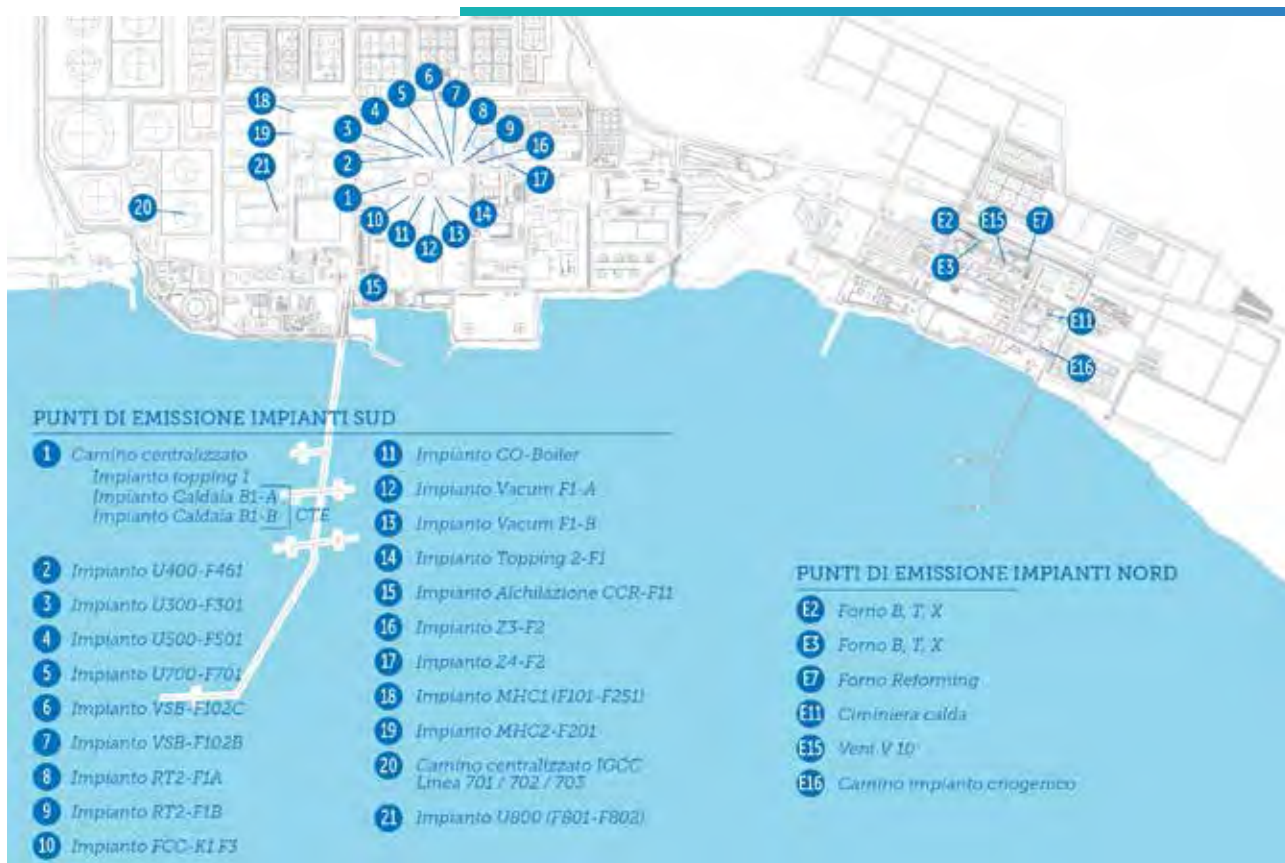 6
5
7
18
4
8
3
9
19
16
2
21
17
1
20
10
14
11
13
12
15
E2
E15
E7
E3
E11
E16
PUNTI DI EMISSIONE IMPIANTI SUD
1 Camino centralizzato
Impianto topping 1
Impianto Caldaia B1-A
Impianto Caldaia B1-B CTE
2 Impianto U400-F461
3 Impianto U300-F301
4 Impianto U500-F501
5 Impianto U700-F701
6 Impianto VSB-F102C
7 Impianto VSB-F102B
8 Impianto RT2-F1A
9 Impianto RT2-F1B
10 Impianto FCC-K1 F3
11 Impianto CO-Boiler
12 Impianto Vacum F1-A
13 Impianto Vacum F1-B
14 Impianto Topping 2-F1
15 Impianto Alchilazione CCR-F11
16 Impianto Z3-F2
17 Impianto Z4-F2
18 Impianto MHC1 (F101-F251)
19 Impianto MHC2-F201
20 Camino centralizzato IGCC
Linea 701 / 702 / 703
21 Impianto U800 (F801-F802)
PUNTI DI EMISSIONE IMPIANTI NORD
E2 Forno B, T, X
E3 Forno B, T, X
E7 Forno Reforming
E11 Ciminiera calda
E15 Vent V 10
E16 Camino impianto criogenico